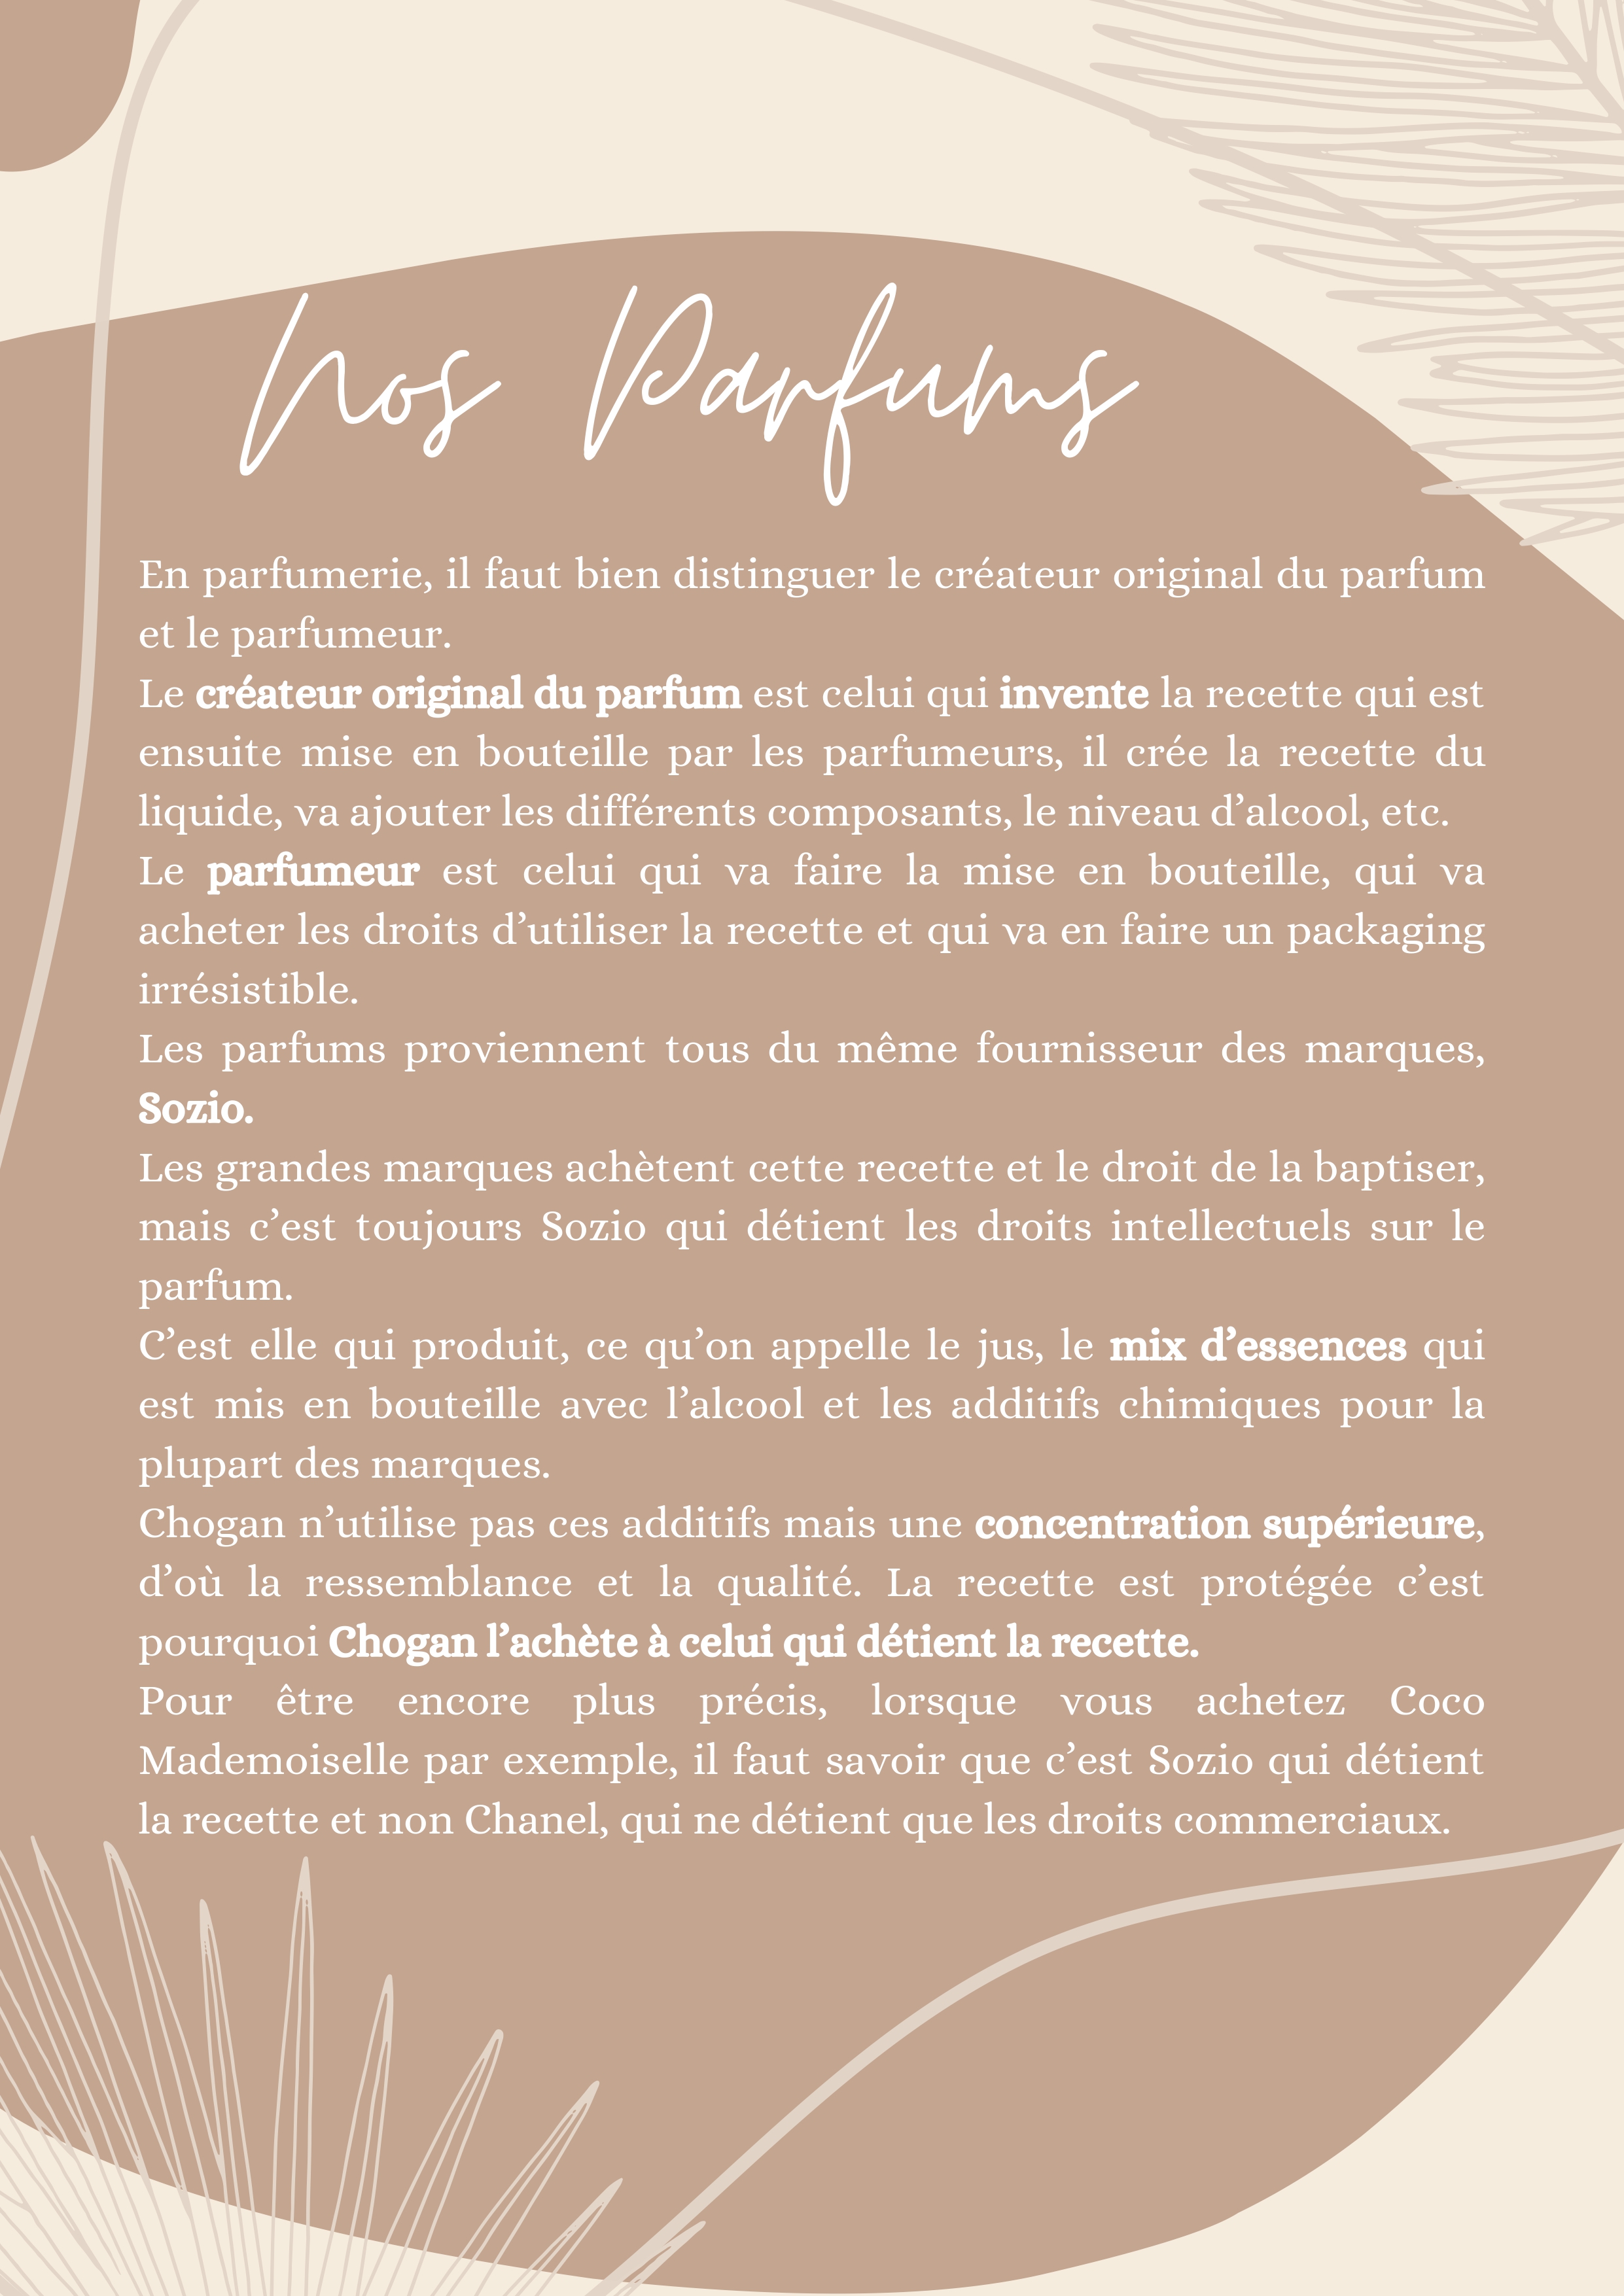 Nos Parfums
En parfumerie, il faut bien distinguer le créateur original du parfum
et le parfumeur.
Le créateur original du parfum est celui qui invente la recette qui est
ensuite mise en bouteille par les parfumeurs, il crée la recette du
liquide, va ajouter les différents composants, le niveau d’alcool, etc.
Le parfumeur est celui qui va faire la mise en bouteille, qui va
acheter les droits d’utiliser la recette et qui va en faire un packaging
irrésistible.
Les parfums proviennent tous du même fournisseur des marques,
Sozio.
Les grandes marques achètent cette recette et le droit de la baptiser,
mais c’est toujours Sozio qui détient les droits intellectuels sur le
parfum.
C’est elle qui produit, ce qu’on appelle le jus, le mix d’essences qui
est mis en bouteille avec l’alcool et les additifs chimiques pour la
plupart des marques.
Chogan n’utilise pas ces additifs mais une concentration supérieure,
d’où la ressemblance et la qualité. La recette est protégée c’est
pourquoi Chogan l’achète à celui qui détient la recette.
Pour être encore plus précis, lorsque vous achetez Coco
Mademoiselle par exemple, il faut savoir que c’est Sozio qui détient
la recette et non Chanel, qui ne détient que les droits commerciaux.